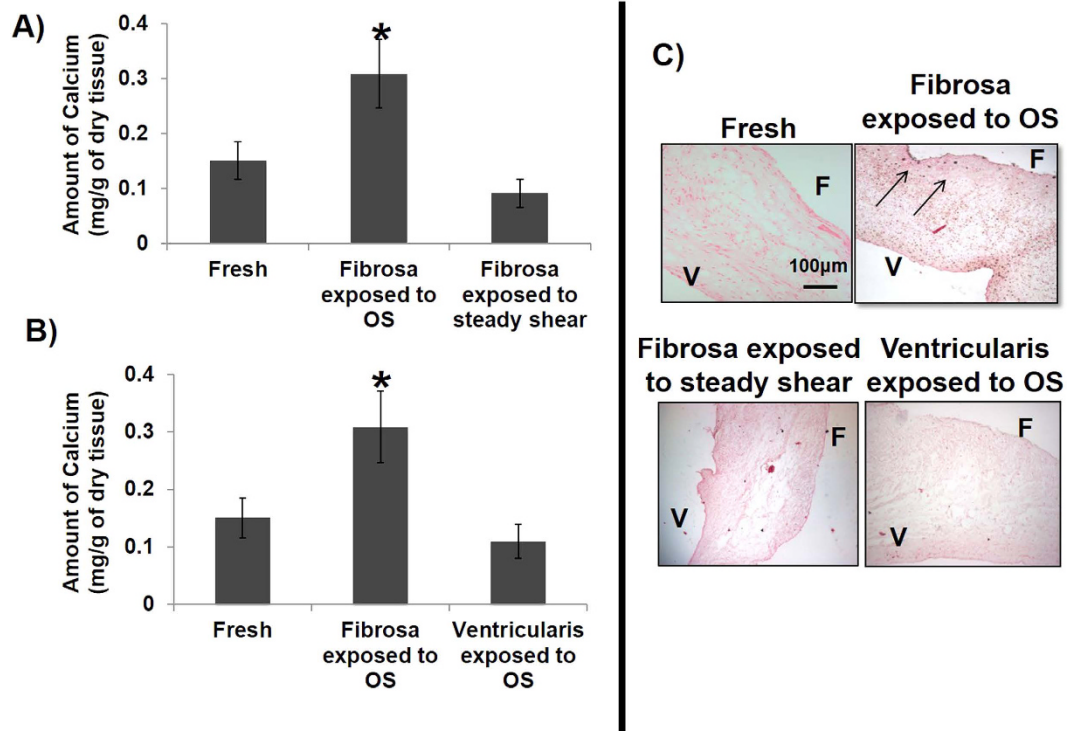 A)
Amount of Calcium
(mg/g of dry tissue)
0.4
0.3
0.2
0.1
0
*
Fresh
Fibrosa
exposed to
OS
Fibrosa
exposed to
steady shear
B)
Amount of Calcium
(mg/g of dry tissue)
0.4
0.3
0.2
0.1
0
*
Fresh
Fibrosa
exposed to
OS
Ventricularis
exposed to
OS
C)
Fresh
F
V
100μm
Fibrosa
exposed to OS
F
V
Fibrosa exposed
to steady shear
F
V
Ventricularis
exposed to OS
F
V